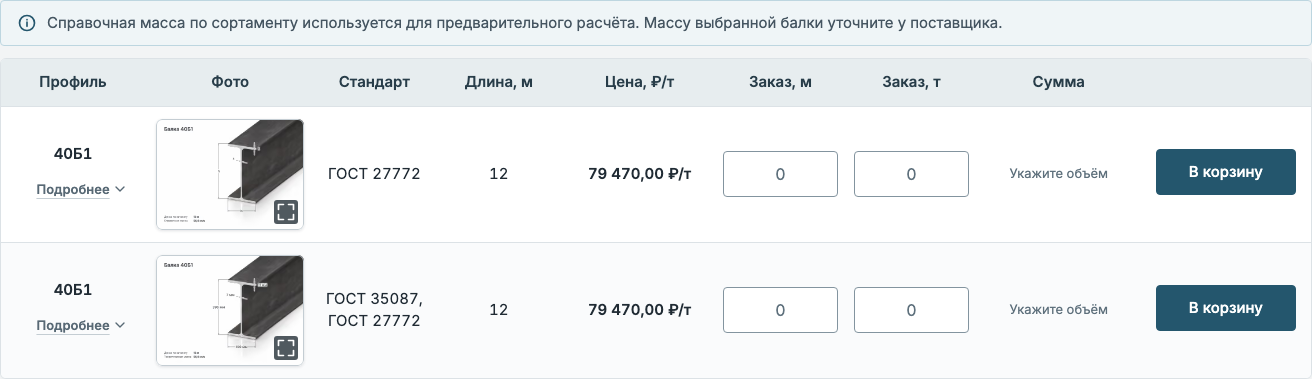 Справочная масса по сортаменту используется для предварительного расчёта. Массу выбранной балки уточните у поставщика.
Профиль Фото Стандарт Длина, м Цена, ₽/т Заказ, м Заказ, т Сумма
Балка 40Б1
40Б1
Подробнее
ГОСТ 27772
12
79 470,00 ₽/т
0
0
Укажите объём
В корзину
Балка 40Б1
40Б1
Подробнее
ГОСТ 35087,
ГОСТ 27772
12
79 470,00 ₽/т
0
0
Укажите объём
В корзину